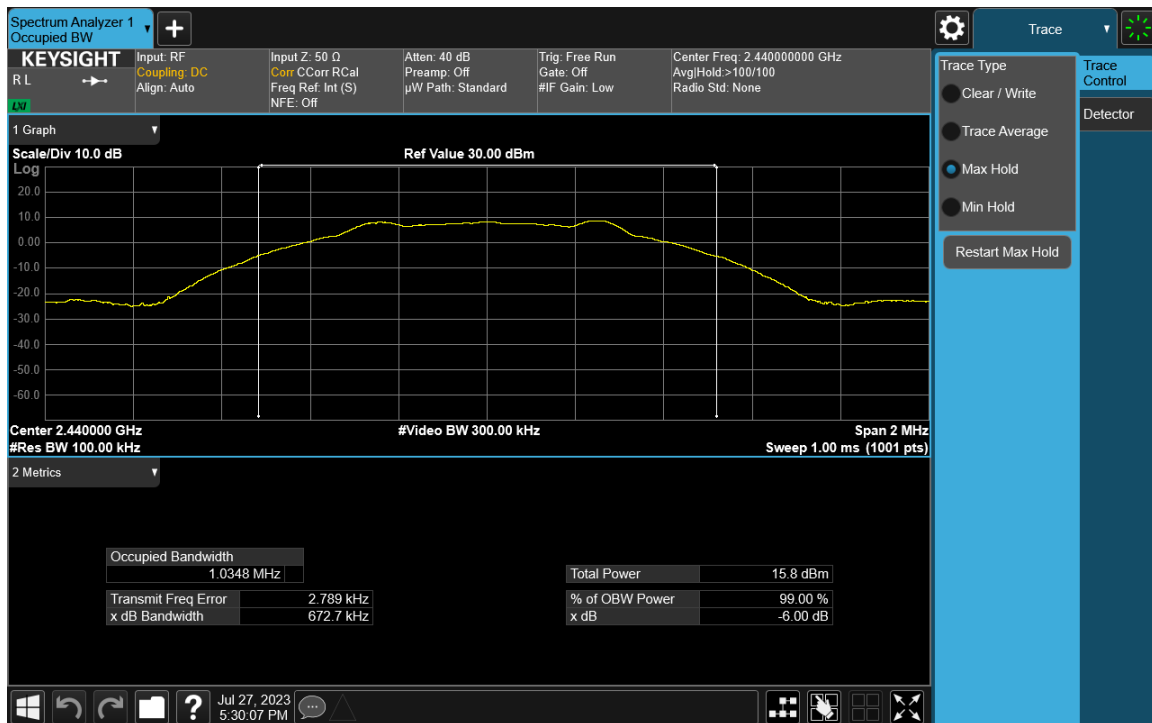 Spectrum Analyzer 1
Occupied BW
+
Trace
KEYSIGHT
R L
LXI
Input: RF
Coupling: DC
Align: Auto
Input Z: 50 Ω
Corr CCorr RCal
Freq Ref: Int (S)
NFE: Off
Atten: 40 dB
Preamp: Off
µW Path: Standard
Trig: Free Run
Gate: Off
#IF Gain: Low
Center Freq: 2.440000000 GHz
Avg|Hold:>100/100
Radio Std: None
Trace Type
Clear / Write
Trace Average
Max Hold
Min Hold
Restart Max Hold
Trace
Control
Detector
1 Graph
Scale/Div 10.0 dB
Ref Value 30.00 dBm
Log
20.0
10.0
0.00
-10.0
-20.0
-30.0
-40.0
-50.0
-60.0
Center 2.440000 GHz
#Video BW 300.00 kHz
Span 2 MHz
#Res BW 100.00 kHz
Sweep 1.00 ms (1001 pts)
2 Metrics
Occupied Bandwidth
1.0348 MHz
Total Power 15.8 dBm
Transmit Freq Error 2.789 kHz
% of OBW Power 99.00 %
x dB Bandwidth 672.7 kHz
x dB -6.00 dB
?
Jul 27, 2023
5:30:07 PM